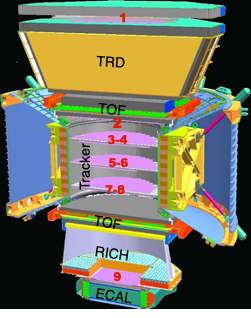 1
TRD
TOF
2
3-4
Tracker
5-6
7-8
TOF
RICH
9
ECAL